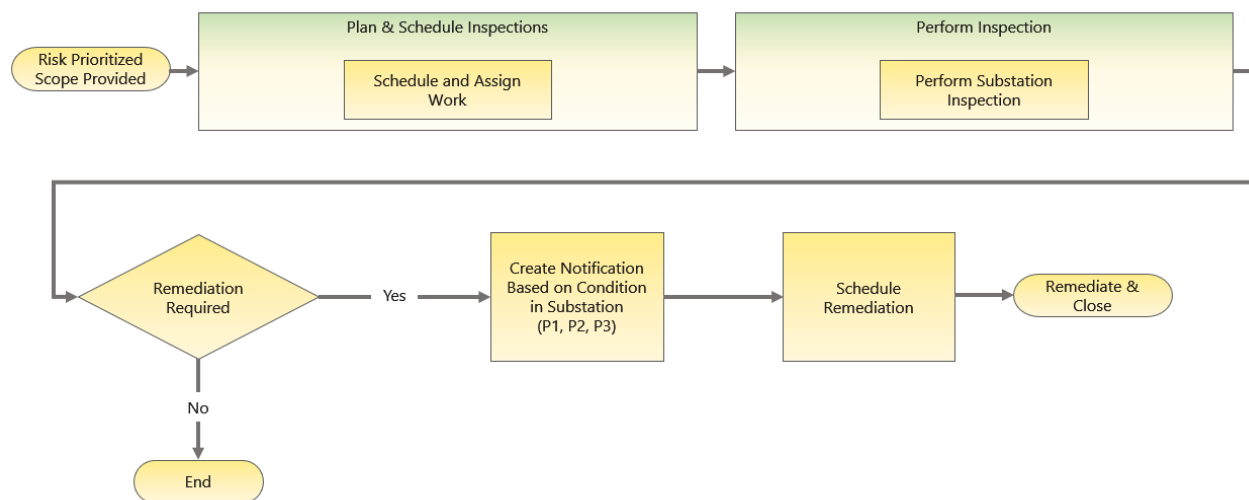 Plan & Schedule Inspections
Perform Inspection
Risk Prioritized
Scope Provided
Schedule and Assign
Work
Perform Substation
Inspection
Remediation
Required
Yes
Create Notification
Based on Condition
in Substation
(P1, P2, P3)
Schedule
Remediation
Remediate &
Close
No
End